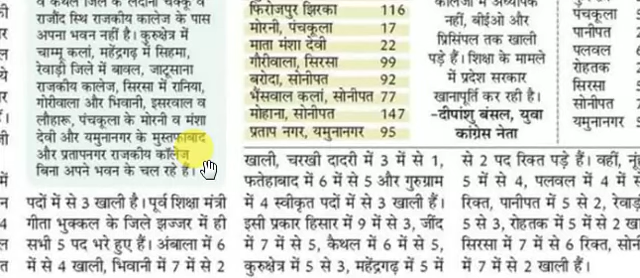 व कैथल जिले के लदाना चक्कू व
राजौंद स्थि राजकीय कालेज के पास
अपना भवन नहीं है। कुरुक्षेत्र में
चाम्मू कलां, महेंद्रगढ़ में सिहमा,
रेवाड़ी जिले में बावल, जाटूसाना
राजकीय कालेज, सिरसा में रानिया,
गोरीवाला और भिवानी, इसरवाल व
लौहारू, पंचकूला के मोरनी व मंशा
देवी और यमुनानगर के मुस्तफाबाद
और प्रतापनगर राजकीय कॉलेज
बिना अपने भवन के चल रहे हैं।
पदों में से 3 खाली है। पूर्व शिक्षा मंत्री
गीता भुक्कल के जिले झज्जर में ही
सभी 5 पद भरे हुए हैं। अंबाला में 6
में से 4 खाली, भिवानी में 7 में से 2
फिरोजपुर झिरका 116
मोरनी, पंचकूला 17
माता मंशा देवी 22
गौरीवाला, सिरसा 99
बरोदा, सोनीपत 92
भैंसवाल कलां, सोनीपत 77
मोहाना, सोनीपत 147
प्रताप नगर, यमुनानगर 95
कालेजों में अध्यापक
नहीं, बीईओ और
प्रिंसिपल तक खाली
पड़े हैं। शिक्षा के मामले
में प्रदेश सरकार
खानापूर्ति कर रही है।
-दीपांशु बंसल, युवा
कांग्रेस नेता
खाली, चरखी दादरी में 3 में से 1,
फतेहाबाद में 6 में से 5 और गुरुग्राम
में 4 स्वीकृत पदों में से 3 खाली हैं।
इसी प्रकार हिसार में 9 में से 3, जींद
में 7 में से 5, कैथल में 6 में से 5,
कुरुक्षेत्र में 5 से 3, महेंद्रगढ़ में 5 में
पंचकूला
पानीपत
पलवल
रोहतक
सिरसा
सोनीपत
यमुनानगर
से 2 पद रिक्त पड़े हैं। वहीं,
5 में से 4, पलवल में 4 में
रिक्त, पानीपत में 5 से 2,
5 से 3, रोहतक में 5 में से 2
सिरसा में 7 में से 6 रिक्त,
में 7 में से 2 खाली हैं।